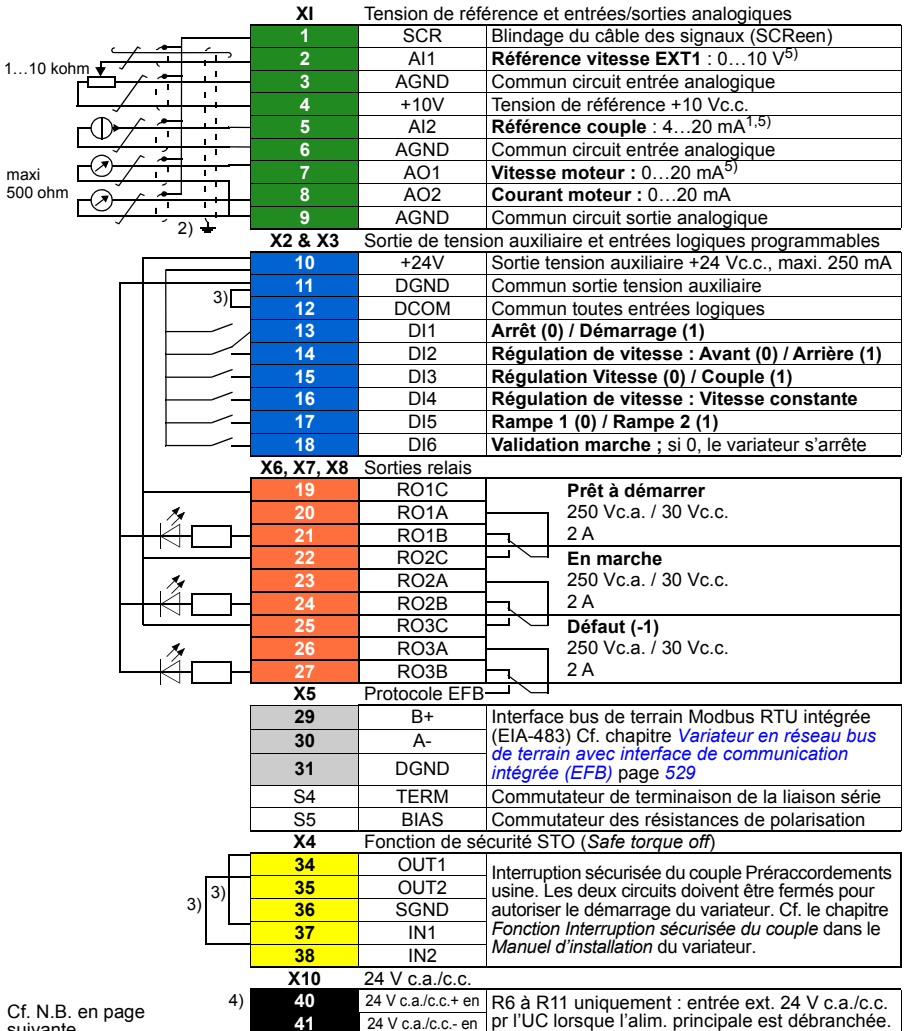 XI Tension de référence et entrées/sorties analogiques
1 SCR Blindage du câble des signaux (SCReen)
2 AI1 Référence vitesse EXT1 : 0…10 V5)
1…10 kohm
3 AGND Commun circuit entrée analogique
4 +10V Tension de référence +10 Vc.c.
5 AI2 Référence couple : 4…20 mA1,5)
6 AGND Commun circuit entrée analogique
7 AO1 Vitesse moteur : 0…20 mA5)
maxi
500 ohm
8 AO2 Courant moteur : 0…20 mA
9 AGND Commun circuit sortie analogique
2)
X2 & X3 Sortie de tension auxiliaire et entrées logiques programmables
10 +24V Sortie tension auxiliaire +24 Vc.c., maxi. 250 mA
11 DGND Commun sortie tension auxiliaire
3)
12 DCOM Commun toutes entrées logiques
13 DI1 Arrêt (0) / Démarrage (1)
14 DI2 Régulation de vitesse : Avant (0) / Arrière (1)
15 DI3 Régulation Vitesse (0) / Couple (1)
16 DI4 Régulation de vitesse : Vitesse constante
17 DI5 Rampe 1 (0) / Rampe 2 (1)
18 DI6 Validation marche ; si 0, le variateur s’arrête
X6, X7, X8 Sorties relais
19 RO1C Prêt à démarrer
20 RO1A 250 Vc.a. / 30 Vc.c.
21 RO1B 2 A
22 RO2C En marche
23 RO2A 250 Vc.a. / 30 Vc.c.
24 RO2B 2 A
25 RO3C Défaut (-1)
26 RO3A 250 Vc.a. / 30 Vc.c.
27 RO3B 2 A
X5 Protocole EFB
29 B+
30 A-
31 DGND
Interface bus de terrain Modbus RTU intégrée
(EIA-483) Cf. chapitre Variateur en réseau bus
de terrain avec interface de communication
intégrée (EFB) page 529
S4 TERM Commutateur de terminaison de la liaison série
S5 BIAS Commutateur des résistances de polarisation
X4 Fonction de sécurité STO (Safe torque off)
34 OUT1
35 OUT2
36 SGND
37 IN1
38 IN2
3)
3)
Interruption sécurisée du couple Préraccordements
usine. Les deux circuits doivent être fermés pour
autoriser le démarrage du variateur. Cf. le chapitre
Fonction Interruption sécurisée du couple dans le
Manuel d’installation du variateur.
X10 24 V c.a./c.c.
4)
40 24 V c.a./c.c.+ en
41 24 V c.a./c.c.- en
R6 à R11 uniquement : entrée ext. 24 V c.a./c.c.
pr l’UC lorsque l’alim. principale est débranchée.
Cf. N.B. en page
suivante